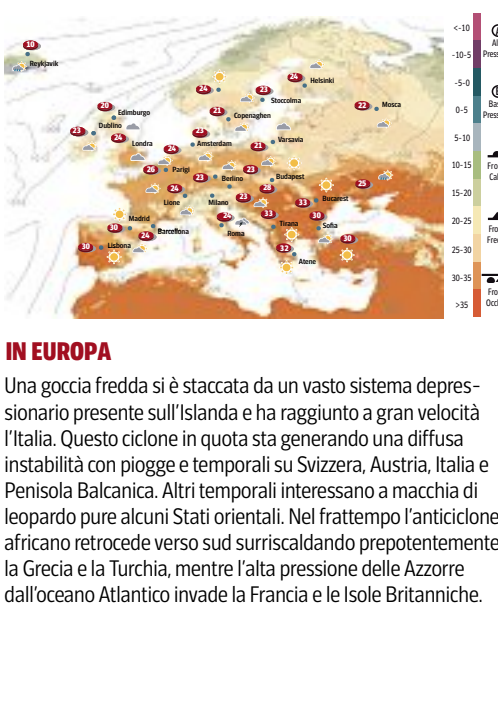 10
Reykjavik
<-10
-10-5
-5-0
0-5
5-10
10-15
15-20
20-25
25-30
30-35
>35
24
Helsinki
24
23
Stoccolma
20
Edimburgo
21
Copenaghen
22
Mosca
23
Dublino
24
Londra
23
Amsterdam
24
21
Varsavia
26
Parigi
23
Berlino
23
Budapest
24
Lione
23
Milano
28
25
33
Bucarest
30
Madrid
24
Barcellona
24
Roma
33
Tirana
30
Sofia
30
Lisbona
32
Atene
30
IN EUROPA
Una goccia fredda si è staccata da un vasto sistema depres-
sionario presente sull'Islanda e ha raggiunto a gran velocità
l'Italia. Questo ciclone in quota sta generando una diffusa
instabilità con piogge e temporali su Svizzera, Austria, Italia e
Penisola Balcanica. Altri temporali interessano a macchia di
leopardo pure alcuni Stati orientali. Nel frattempo l'anticiclone
africano retrocede verso sud surriscaldando prepotentemente
la Grecia e la Turchia, mentre l'alta pressione delle Azzorre
dall'oceano Atlantico invade la Francia e le Isole Britanniche.